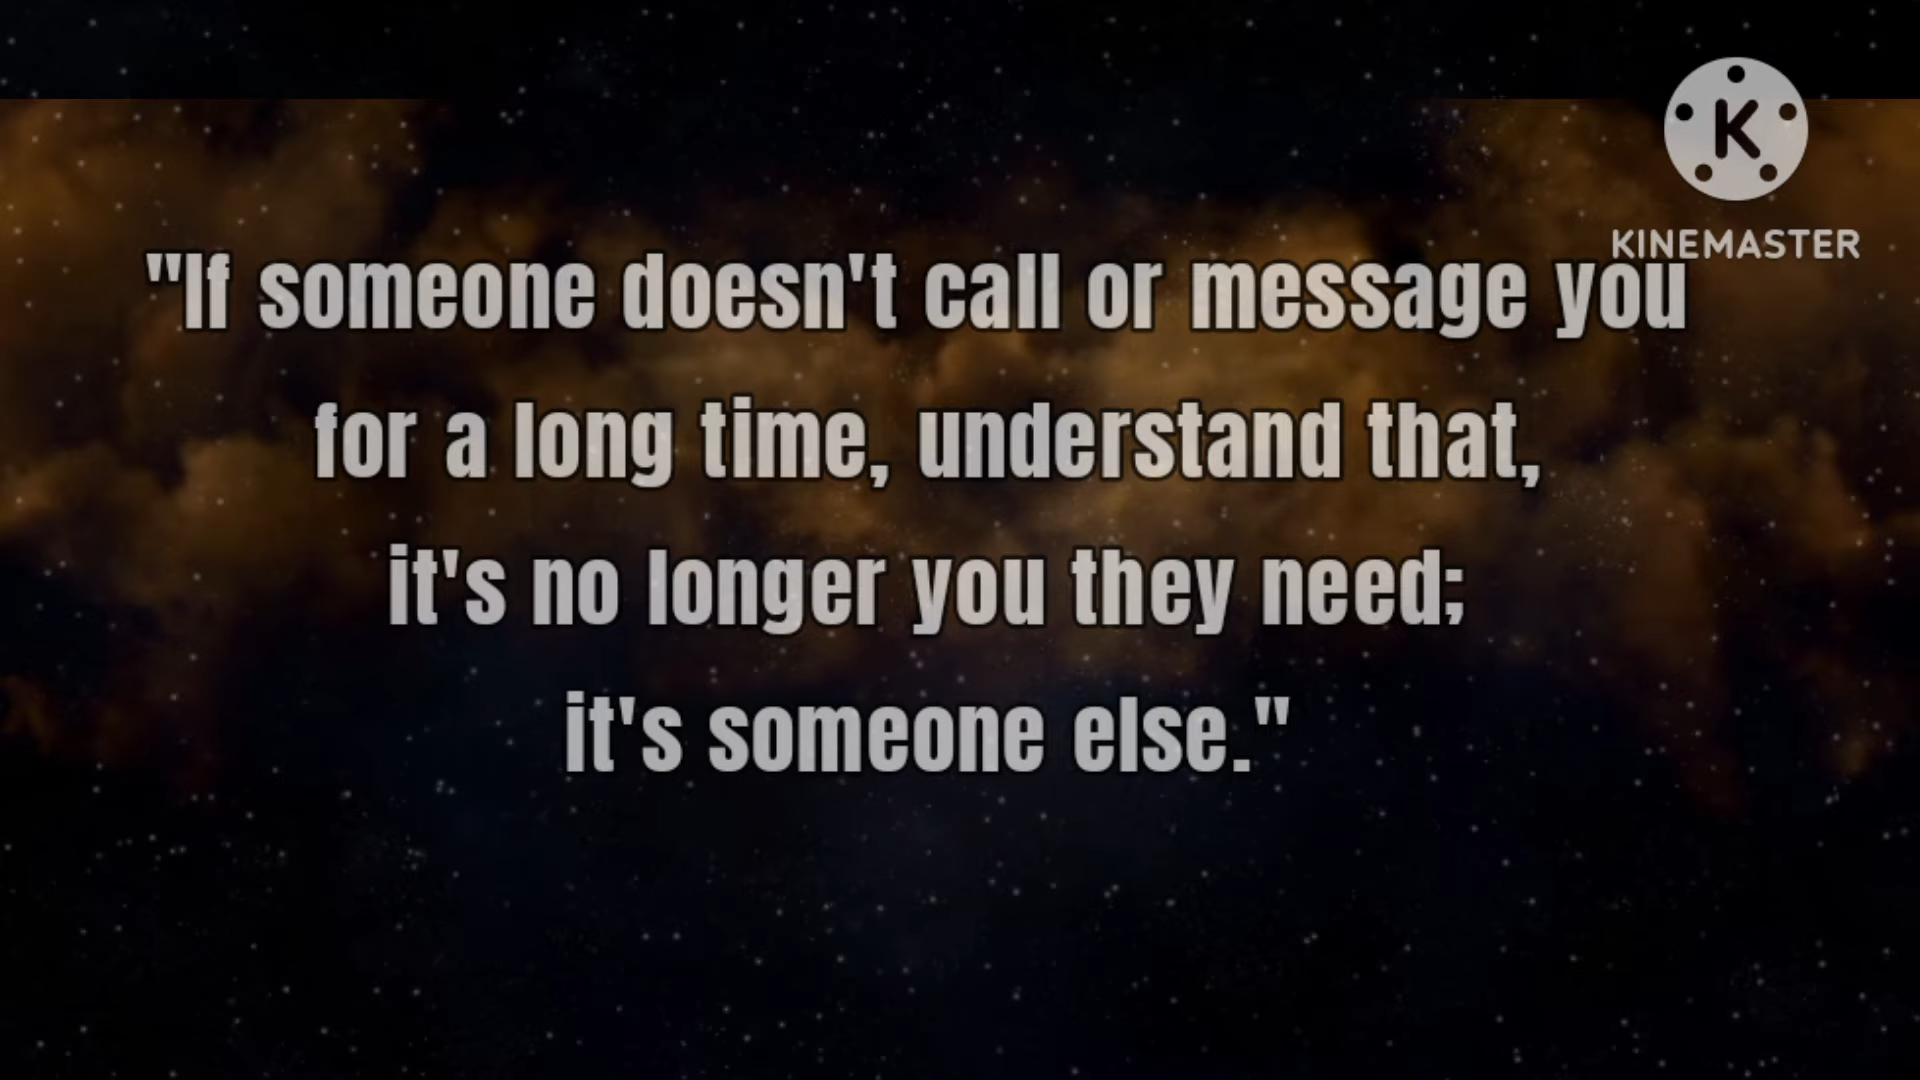 KINEMASTER
"If someone doesn't call or message you
for a long time, understand that,
it's no longer you they need;
it's someone else."